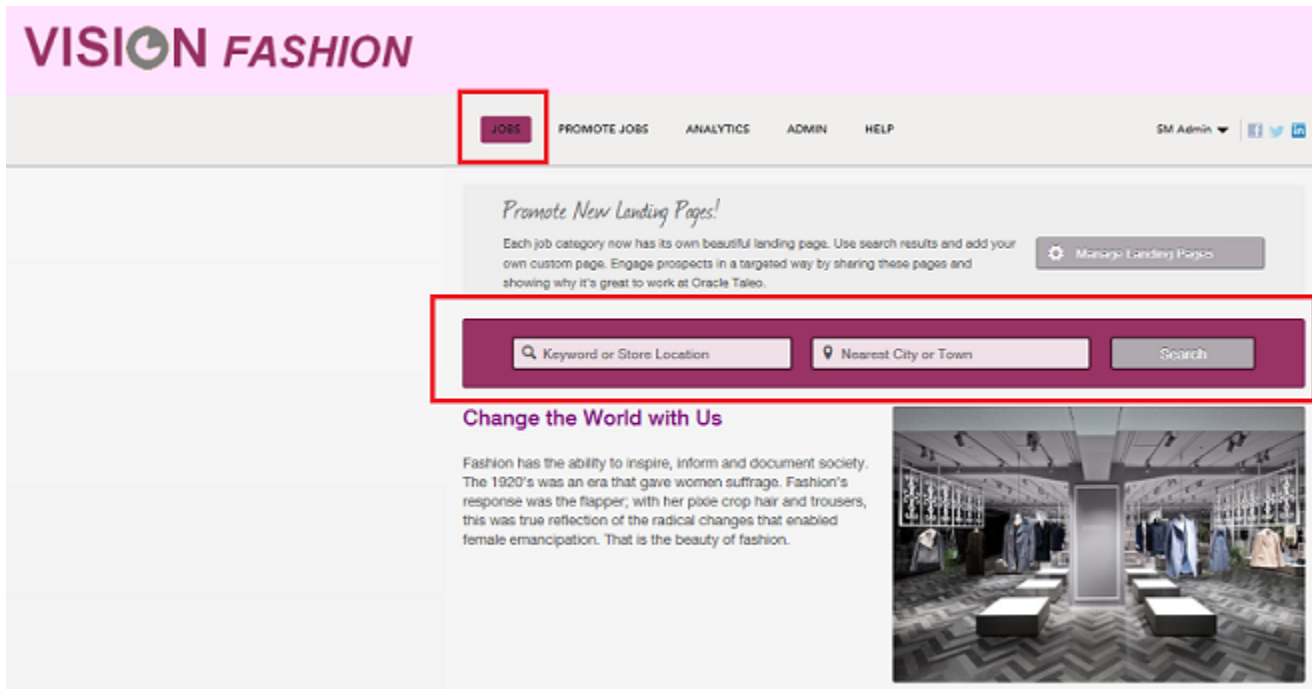 VISION FASHION
JOBS PROMOTE JOBS ANALYTICS ADMIN HELP SM Admin
Promote New Landing Pages!
Each job category now has its own beautiful landing page. Use search results and add your
own custom page. Engage prospects in a targeted way by sharing these pages and
showing why it's great to work at Oracle Taleo.
Manage Landing Pages
Keyword or Store Location Nearest City or Town Search
Change the World with Us
Fashion has the ability to inspire, inform and document society.
The 1920's was an era that gave women suffrage. Fashion's
response was the flapper; with her pixie crop hair and trousers,
this was true reflection of the radical changes that enabled
female emancipation. That is the beauty of fashion.